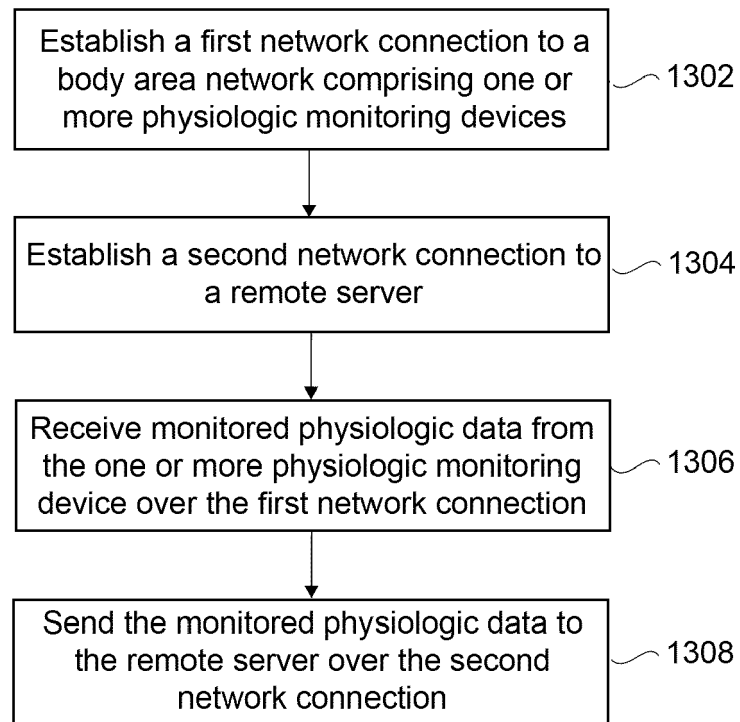 Establish a first network connection to a
body area network comprising one or
more physiologic monitoring devices
1302
Establish a second network connection to
a remote server
1304
Receive monitored physiologic data from
the one or more physiologic monitoring
device over the first network connection
1306
Send the monitored physiologic data to
the remote server over the second
network connection
1308